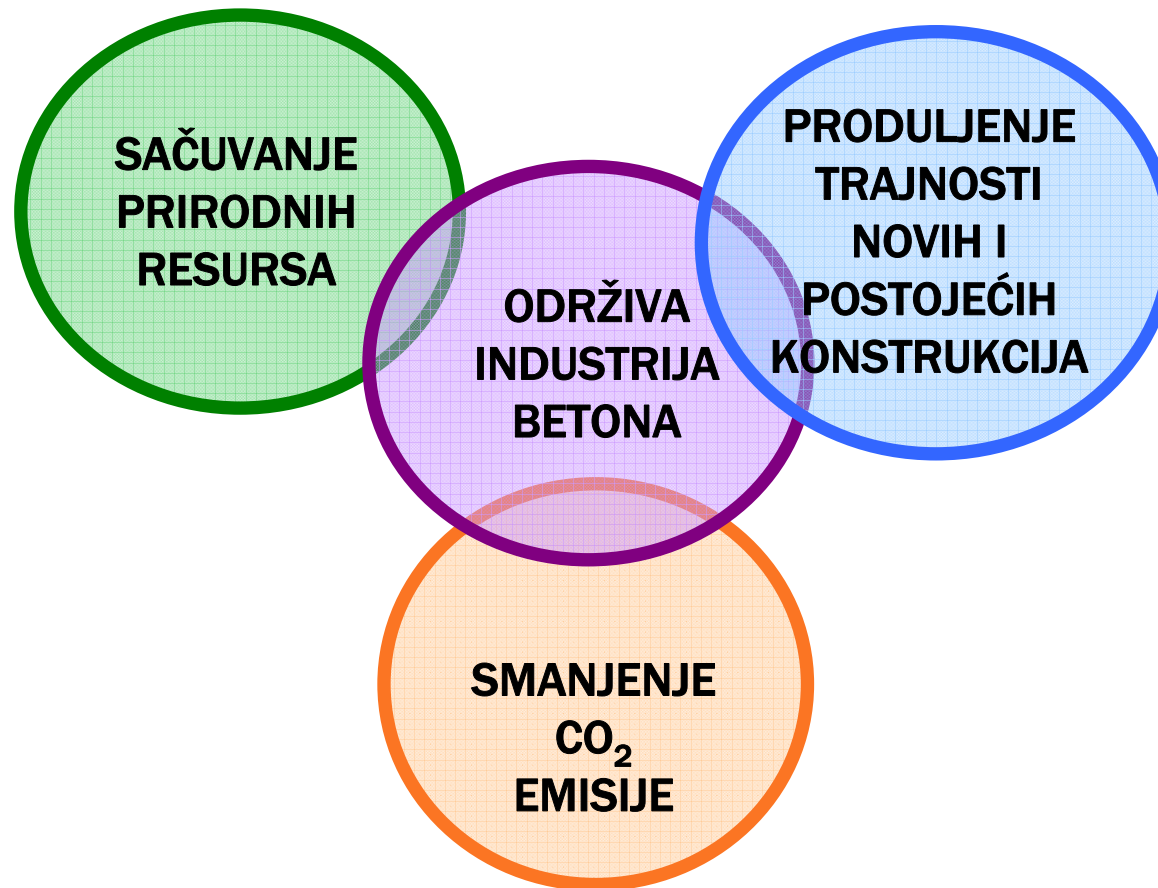 SAČUVANJE
PRIRODNIH
RESURSA
PRODULJENJE
TRAJNOSTI
NOVIH I
POSTOJEĆIH
KONSTRUKCIJA
ODRŽIVA
INDUSTRIJA
BETONA
SMANJENJE
CO₂
EMISIJE